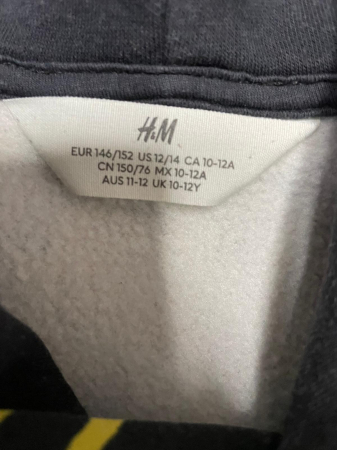 H&M
EUR 146/152 US 12/14 CA 10-12A
CN 150/76 MX 10-12A
AUS 11-12 UK 10-12Y